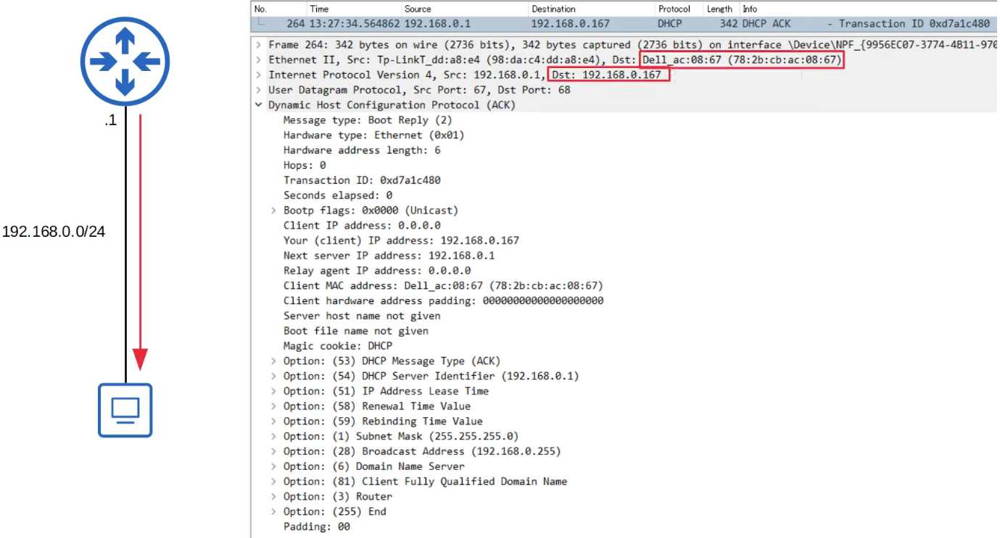 No. Time Source Destination Protocol Length Info
264 13:27:34.564862 192.168.0.1 192.168.0.167 DHCP 342 DHCP ACK - Transaction ID 0xd7a1c480
Frame 264: 342 bytes on wire (2736 bits), 342 bytes captured (2736 bits) on interface \Device\NPF_{9956EC07-3774-4B11-970
Ethernet II, Src: Tp-LinkT_dd:a8:e4 (98:da:c4:dd:a8:e4), Dst: Dell_ac:08:67 (78:2b:cb:ac:08:67)
Internet Protocol Version 4, Src: 192.168.0.1, Dst: 192.168.0.167
User Datagram Protocol, Src Port: 67, Dst Port: 68
Dynamic Host Configuration Protocol (ACK)
Message type: Boot Reply (2)
Hardware type: Ethernet (0x01)
Hardware address length: 6
Hops: 0
Transaction ID: 0xd7a1c480
Seconds elapsed: 0
Bootp flags: 0x0000 (Unicast)
Client IP address: 0.0.0.0
Your (client) IP address: 192.168.0.167
Next server IP address: 192.168.0.1
Relay agent IP address: 0.0.0.0
Client MAC address: Dell_ac:08:67 (78:2b:cb:ac:08:67)
Client hardware address padding: 00000000000000000000
Server host name not given
Boot file name not given
Magic cookie: DHCP
Option: (53) DHCP Message Type (ACK)
Option: (54) DHCP Server Identifier (192.168.0.1)
Option: (51) IP Address Lease Time
Option: (58) Renewal Time Value
Option: (59) Rebinding Time Value
Option: (1) Subnet Mask (255.255.255.0)
Option: (28) Broadcast Address (192.168.0.255)
Option: (6) Domain Name Server
Option: (81) Client Fully Qualified Domain Name
Option: (3) Router
Option: (255) End
Padding: 00
.1
192.168.0.0/24